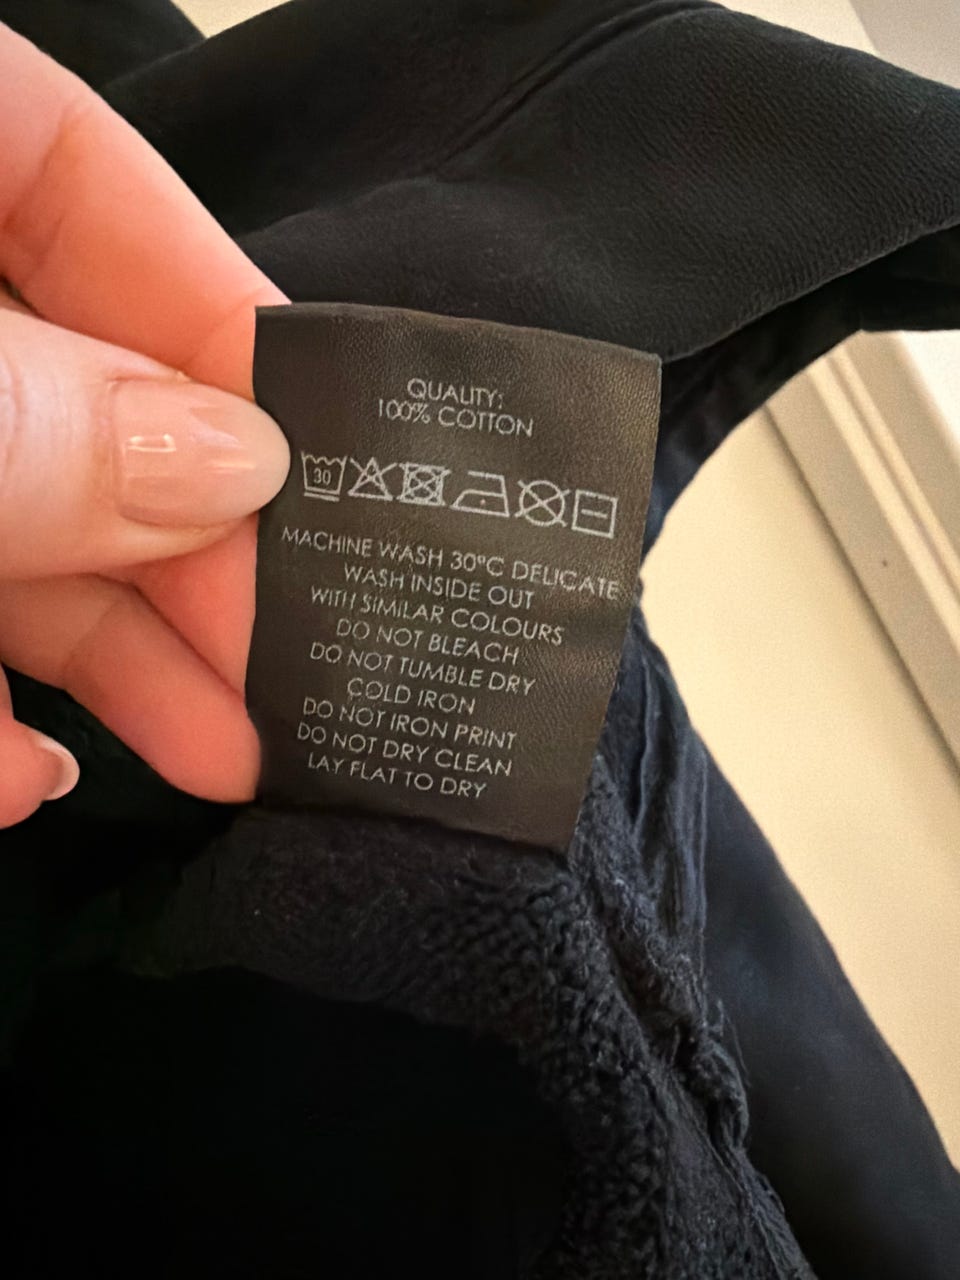 QUALITY:
100% COTTON
30
MACHINE WASH 30°C DELICATE
WASH INSIDE OUT
WITH SIMILAR COLOURS
DO NOT BLEACH
DO NOT TUMBLE DRY
COLD IRON
DO NOT IRON PRINT
DO NOT DRY CLEAN
LAY FLAT TO DRY